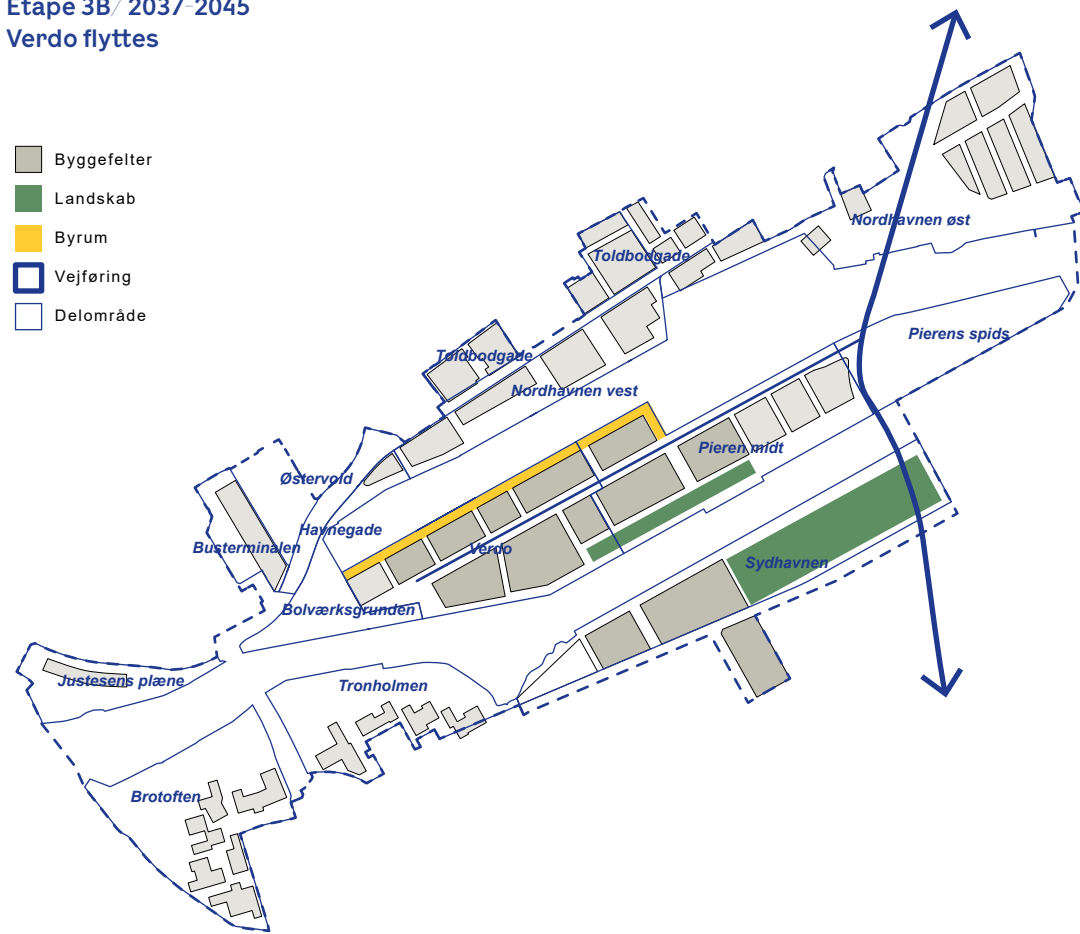 Etape 3B/ 2037-2045
Verdo flyttes
Byggefelter
Landskab
Byrum
Vejføring
Delområde
Nordhavnen øst
Toldbodgade
Pierens spids
Toldbodgade
Nordhavnen vest
Pieren midt
Østervold
Havnegade
Busterminalen
Verdo
Sydhavnen
Bolværksgrunden
Justesens plæne
Tronholmen
Brotoften